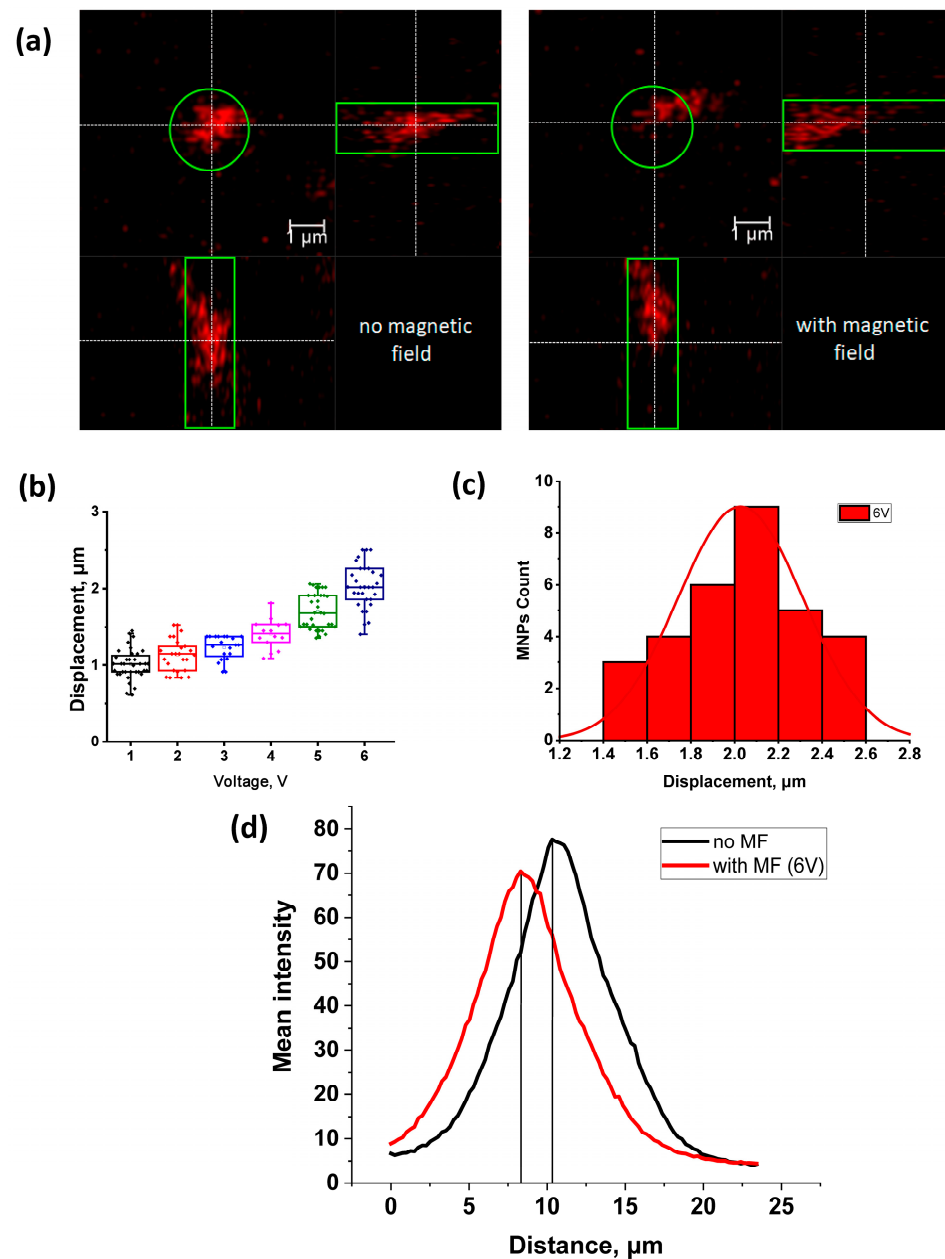 (a)
1 µm
no magnetic
field
1 µm
with magnetic
field
(b)
Displacement, µm
3
2
1
0
1 2 3 4 5 6
Voltage, V
(c)
MNPs Count
10
8
6
4
2
0
6V
1.2 1.4 1.6 1.8 2.0 2.2 2.4 2.6 2.8
Displacement, µm
(d)
Mean intensity
80
70
60
50
40
30
20
10
0
no MF
with MF (6V)
0 5 10 15 20 25
Distance, µm